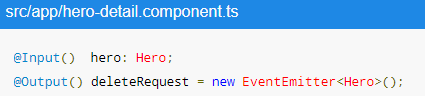 src/app/hero-detail.component.ts
@Input()  hero: Hero;
@Output() deleteRequest = new EventEmitter<Hero>();